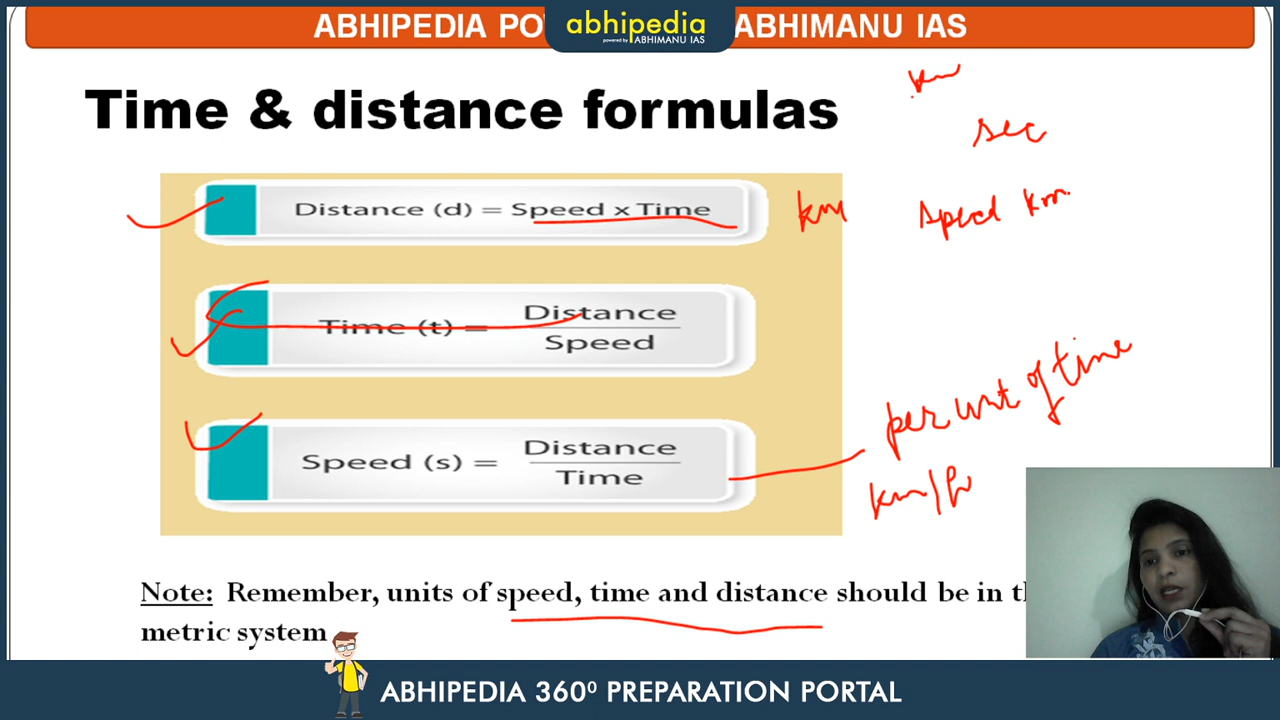 ABHIPEDIA PO ABHIMANU IAS
abhipedia
powered by ABHIMANU IAS
Time & distance formulas
km
sec
Distance (d) = Speed x Time
km
speed km
Time (t) = Distance
Speed
per unit of time
Speed (s) = Distance
Time
km/hr
Note: Remember, units of speed, time and distance should be in
metric system
ABHIPEDIA 360⁰ PREPARATION PORTAL